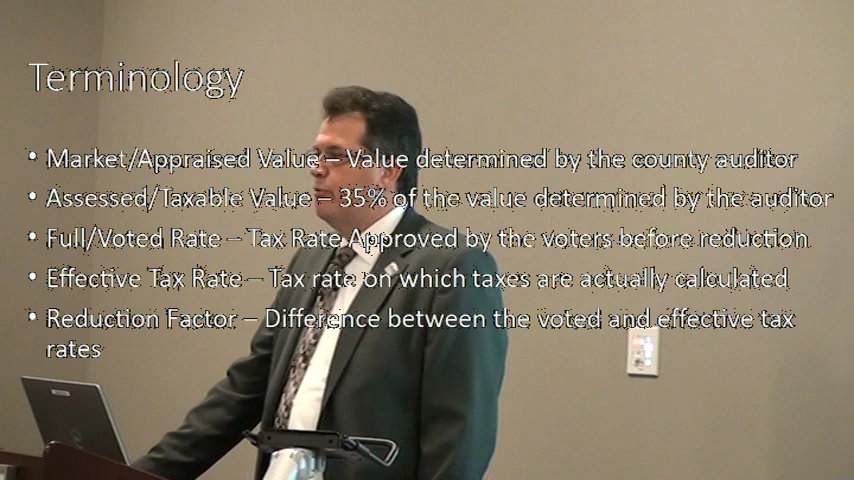 Terminology
• Market/Appraised Value – Value determined by the county auditor
• Assessed/Taxable Value – 35% of the value determined by the auditor
• Full/Voted Rate – Tax Rate Approved by the voters before reduction
• Effective Tax Rate – Tax rate on which taxes are actually calculated
• Reduction Factor – Difference between the voted and effective tax
rates